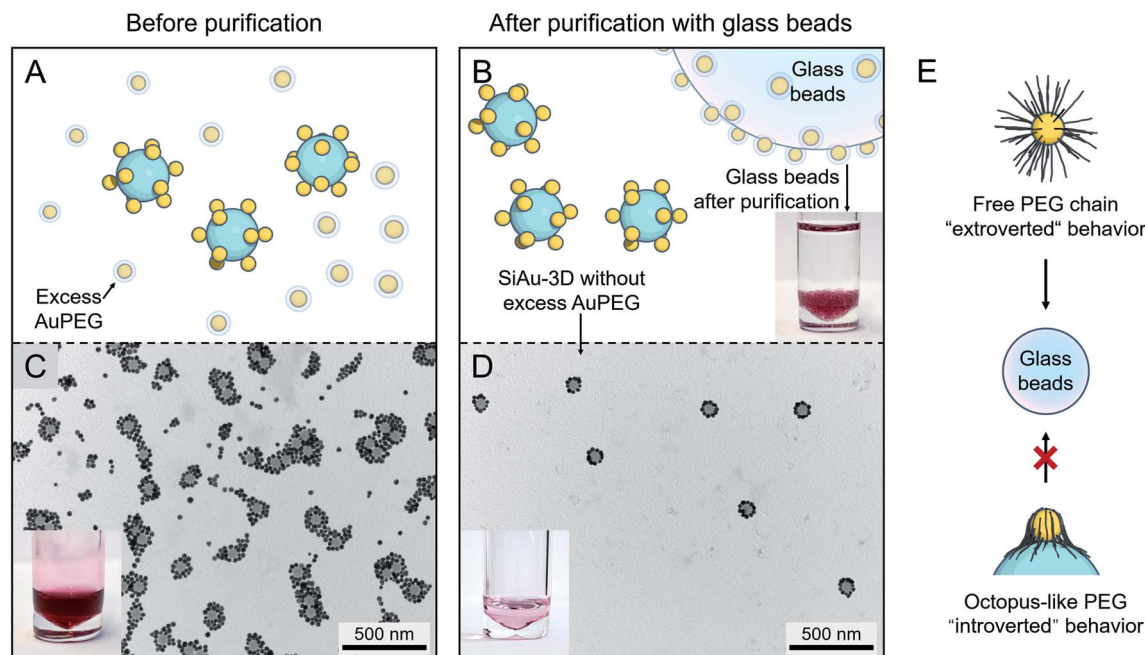 Before purification
After purification with glass beads
A
Excess
AuPEG
B
Glass
beads
Glass beads
after purification
SiAu-3D without
excess AuPEG
C
500 nm
D
500 nm
E
Free PEG chain
"extroverted“ behavior
Glass
beads
Octopus-like PEG
“introverted” behavior